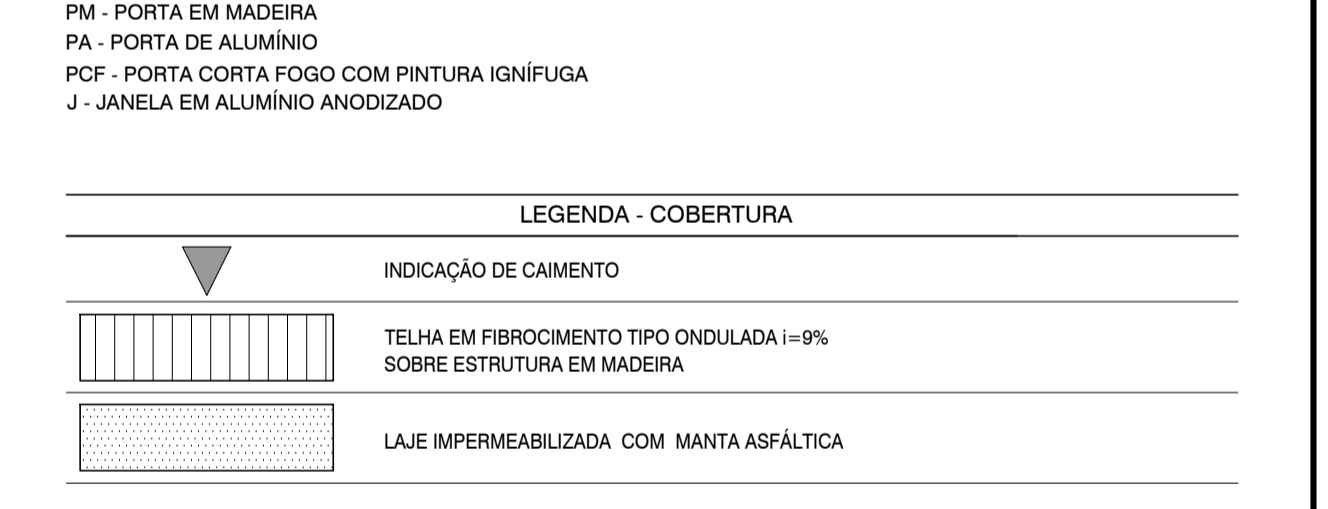 PM - PORTA EM MADEIRA
PA - PORTA DE ALUMÍNIO
PCF - PORTA CORTA FOGO COM PINTURA IGNÍFUGA
J - JANELA EM ALUMÍNIO ANODIZADO
LEGENDA - COBERTURA
INDICAÇÃO DE CAIMENTO
TELHA EM FIBROCIMENTO TIPO ONDULADA i=9%
SOBRE ESTRUTURA EM MADEIRA
LAJE IMPERMEABILIZADA COM MANTA ASFÁLTICA